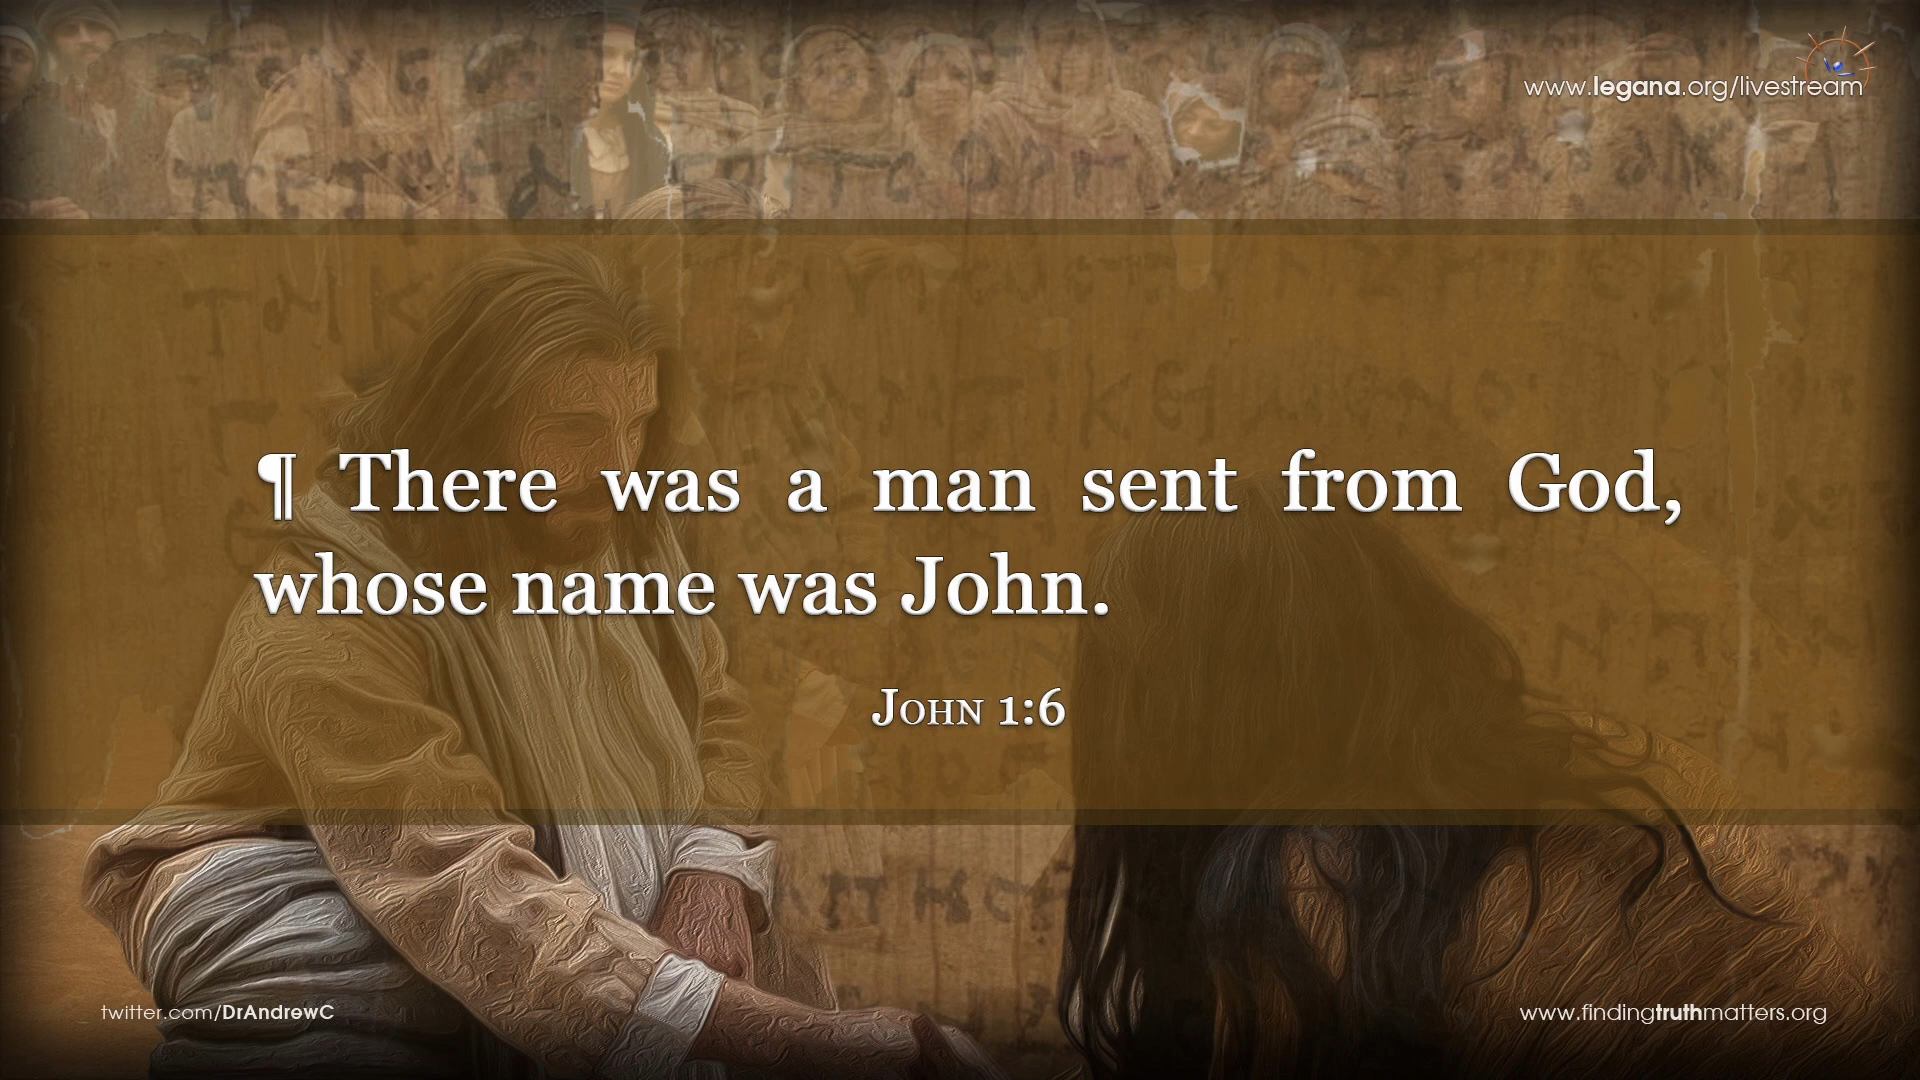 www.legana.org/livestream
¶ There was a man sent from God,
whose name was John.
John 1:6
twitter.com/DrAndrewC
www.findingtruthmatters.org